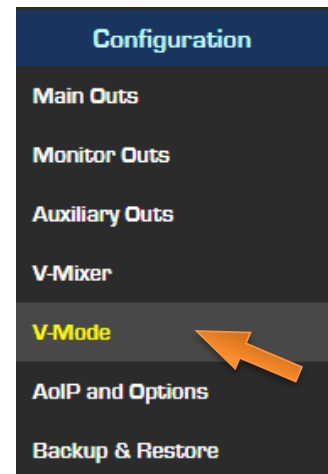 Configuration
Main Outs
Monitor Outs
Auxiliary Outs
V-Mixer
V-Mode
AoIP and Options
Backup & Restore